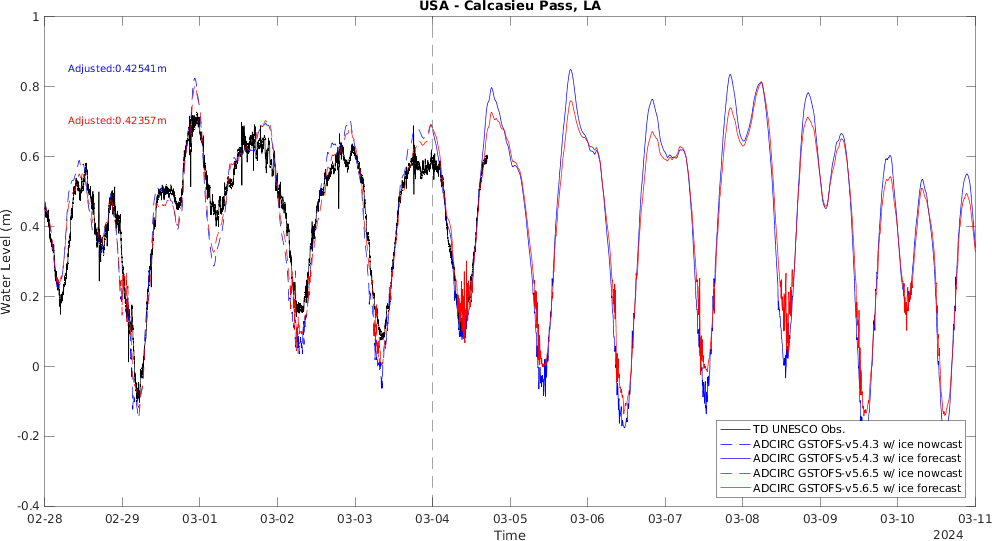 USA - Calcasieu Pass, LA
Adjusted:0.42541m
Adjusted:0.42357m
Water Level (m)
1
0.8
0.6
0.4
0.2
0
-0.2
-0.4
TD UNESCO Obs.
ADCIRC GSTOFS-v5.4.3 w/ ice nowcast
ADCIRC GSTOFS-v5.4.3 w/ ice forecast
ADCIRC GSTOFS-v5.6.5 w/ ice nowcast
ADCIRC GSTOFS-v5.6.5 w/ ice forecast
02-28 02-29 03-01 03-02 03-03 03-04 03-05 03-06 03-07 03-08 03-09 03-10 03-11
Time
2024